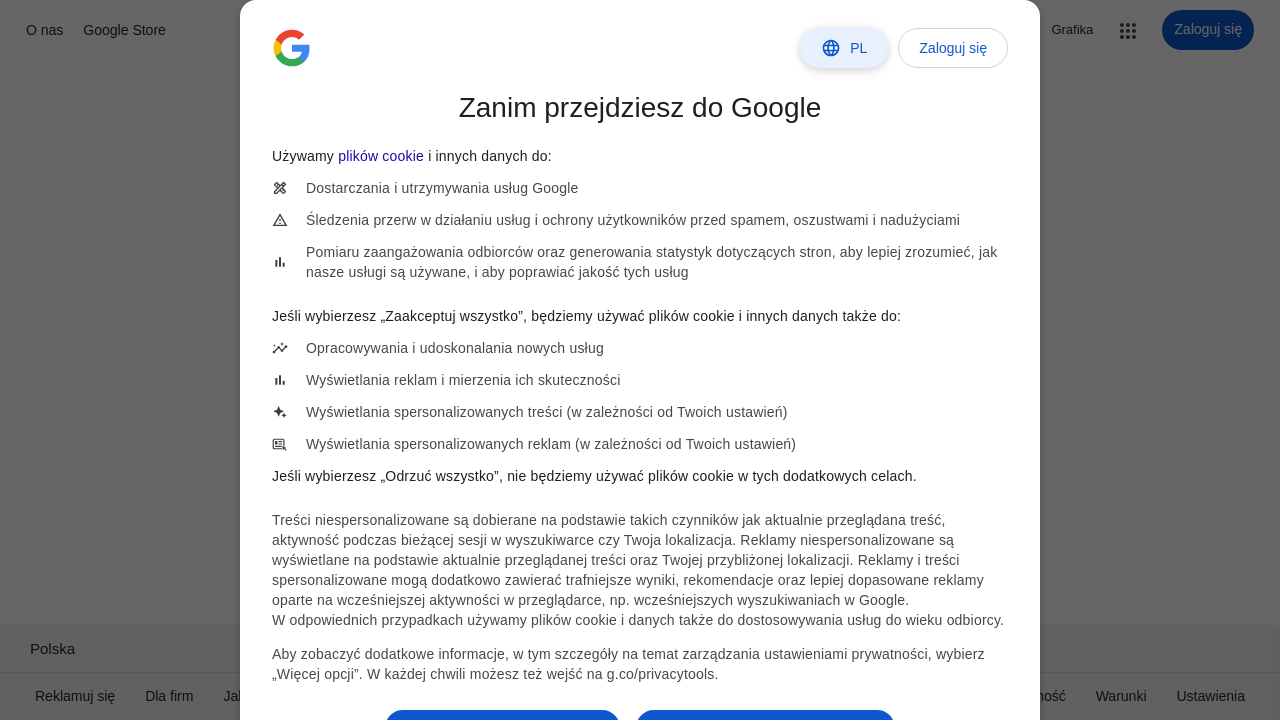 O nas Google Store
Grafika
Zaloguj się
PL
Zaloguj się
Zanim przejdziesz do Google
Używamy plików cookie i innych danych do:
Dostarczania i utrzymywania usług Google
Śledzenia przerw w działaniu usług i ochrony użytkowników przed spamem, oszustwami i nadużyciami
Pomiaru zaangażowania odbiorców oraz generowania statystyk dotyczących stron, aby lepiej zrozumieć, jak
nasze usługi są używane, i aby poprawiać jakość tych usług
Jeśli wybierzesz „Zaakceptuj wszystko”, będziemy używać plików cookie i innych danych także do:
Opracowywania i udoskonalania nowych usług
Wyświetlania reklam i mierzenia ich skuteczności
Wyświetlania spersonalizowanych treści (w zależności od Twoich ustawień)
Wyświetlania spersonalizowanych reklam (w zależności od Twoich ustawień)
Jeśli wybierzesz „Odrzuć wszystko”, nie będziemy używać plików cookie w tych dodatkowych celach.
Treści niespersonalizowane są dobierane na podstawie takich czynników jak aktualnie przeglądana treść,
aktywność podczas bieżącej sesji w wyszukiwarce czy Twoja lokalizacja. Reklamy niespersonalizowane są
wyświetlane na podstawie aktualnie przeglądanej treści oraz Twojej przybliżonej lokalizacji. Reklamy i treści
spersonalizowane mogą dodatkowo zawierać trafniejsze wyniki, rekomendacje oraz lepiej dopasowane reklamy
oparte na wcześniejszej aktywności w przeglądarce, np. wcześniejszych wyszukiwaniach w Google.
W odpowiednich przypadkach używamy plików cookie i danych także do dostosowywania usług do wieku odbiorcy.
Aby zobaczyć dodatkowe informacje, w tym szczegóły na temat zarządzania ustawieniami prywatności, wybierz
„Więcej opcji”. W każdej chwili możesz też wejść na g.co/privacytools.
Polska
Reklamuj się Dla firm Warunki Ustawienia